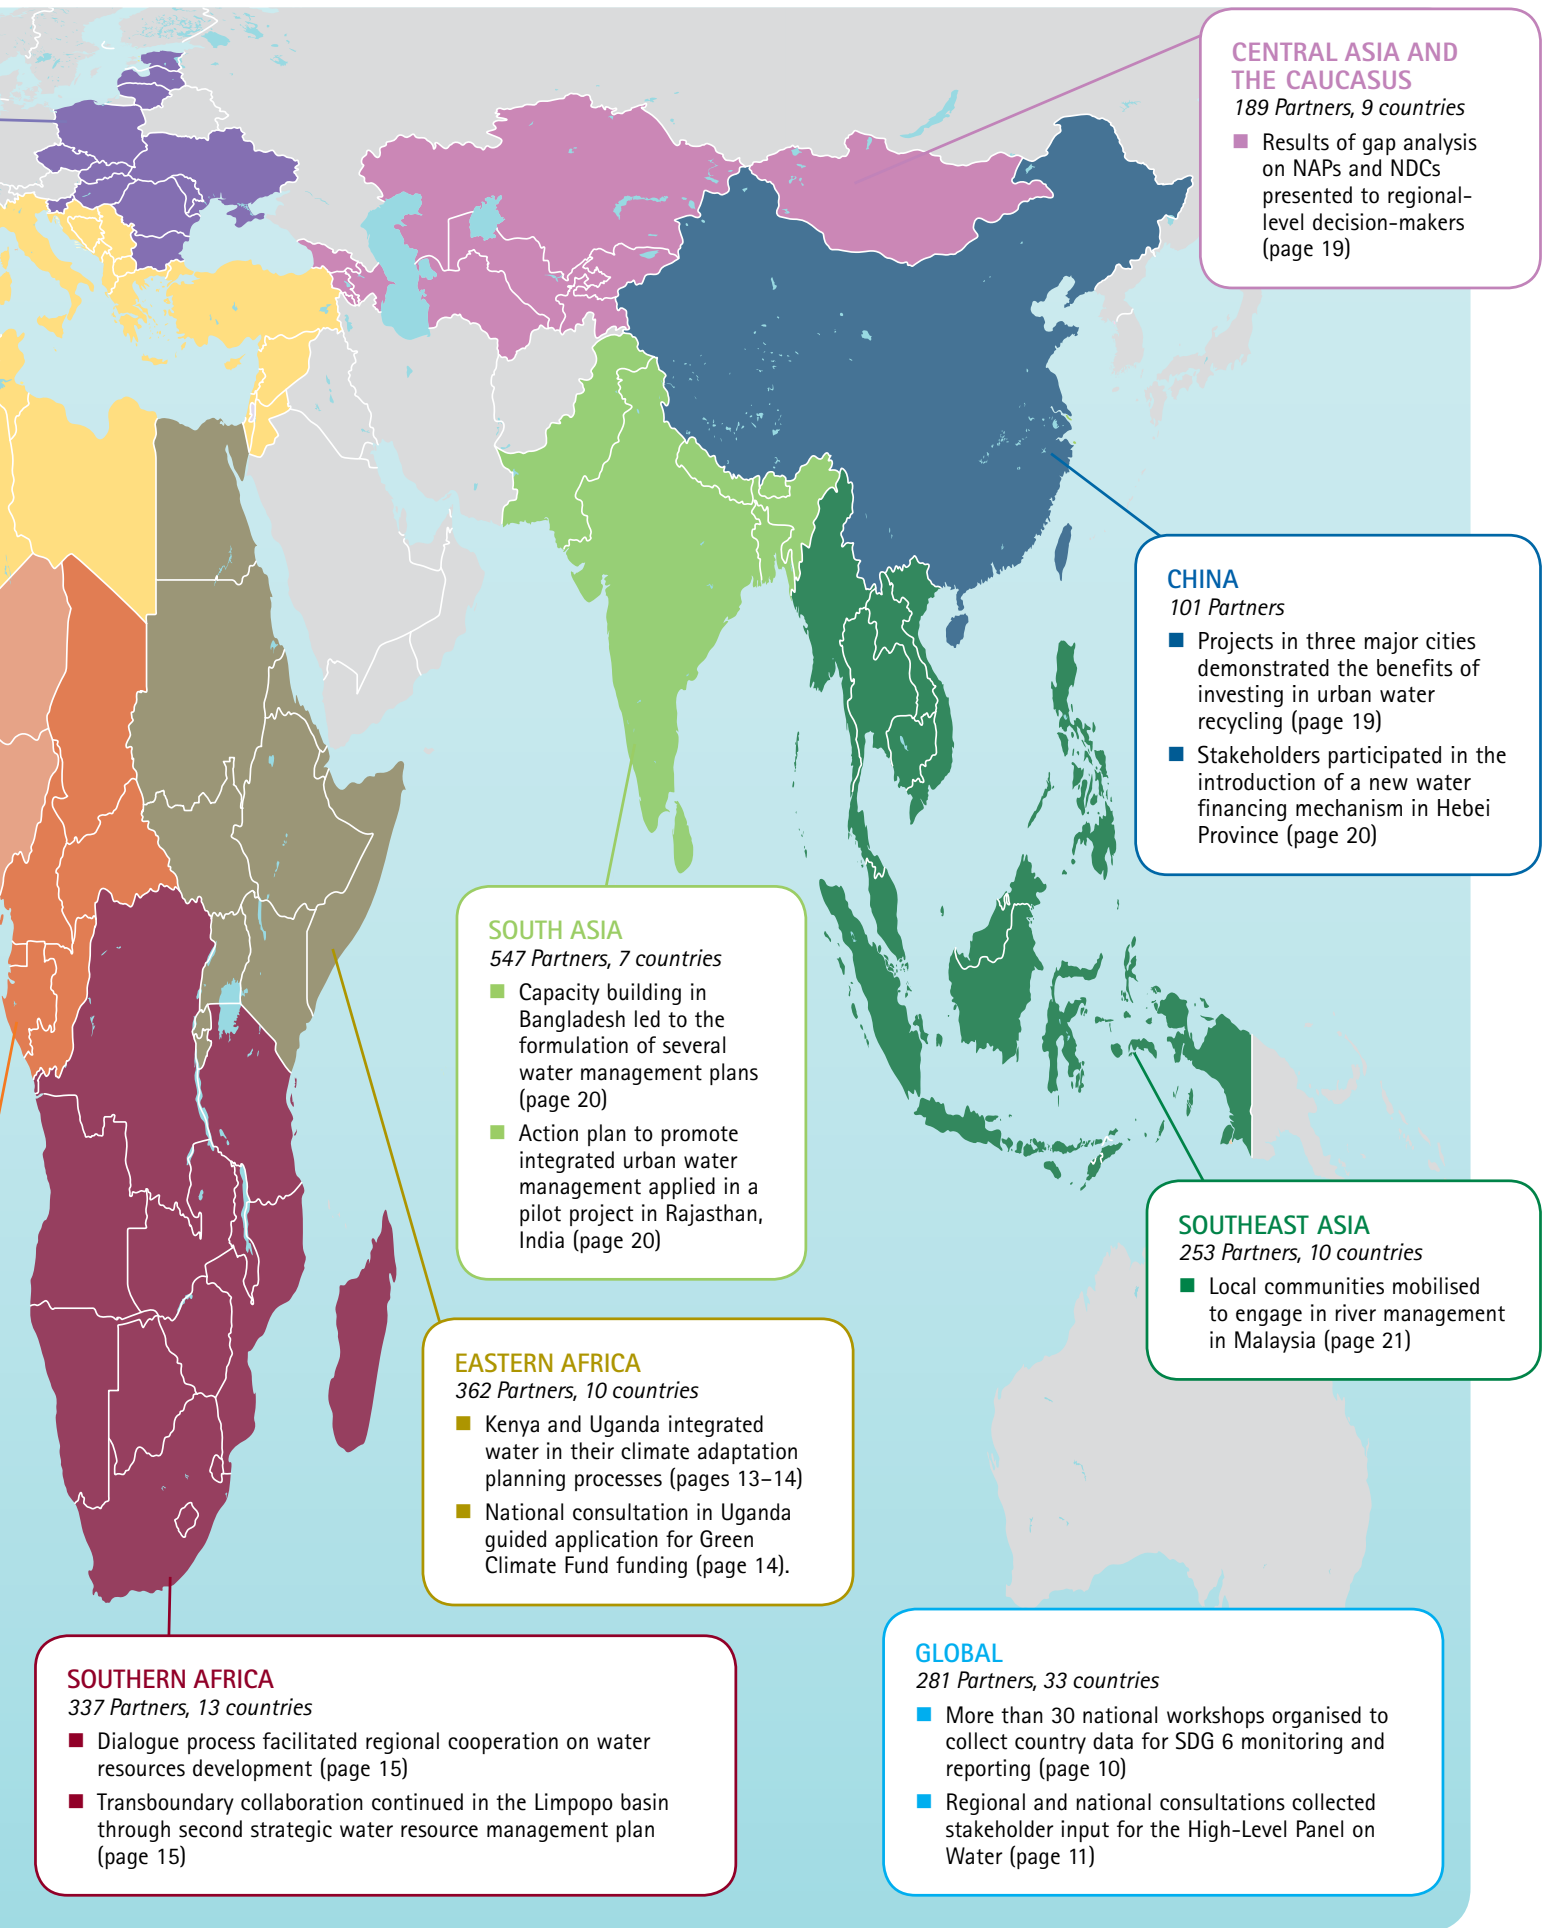 CENTRAL ASIA AND
THE CAUCASUS
189 Partners, 9 countries
■ Results of gap analysis
on NAPs and NDCs
presented to regional-
level decision-makers
(page 19)
CHINA
101 Partners
■ Projects in three major cities
demonstrated the benefits of
investing in urban water
recycling (page 19)
■ Stakeholders participated in the
introduction of a new water
financing mechanism in Hebei
Province (page 20)
SOUTH ASIA
547 Partners, 7 countries
■ Capacity building in
Bangladesh led to the
formulation of several
water management plans
(page 20)
■ Action plan to promote
integrated urban water
management applied in a
pilot project in Rajasthan,
India (page 20)
SOUTHEAST ASIA
253 Partners, 10 countries
■ Local communities mobilised
to engage in river management
in Malaysia (page 21)
EASTERN AFRICA
362 Partners, 10 countries
■ Kenya and Uganda integrated
water in their climate adaptation
planning processes (pages 13–14)
■ National consultation in Uganda
guided application for Green
Climate Fund funding (page 14).
SOUTHERN AFRICA
337 Partners, 13 countries
■ Dialogue process facilitated regional cooperation on water
resources development (page 15)
■ Transboundary collaboration continued in the Limpopo basin
through second strategic water resource management plan
(page 15)
GLOBAL
281 Partners, 33 countries
■ More than 30 national workshops organised to
collect country data for SDG 6 monitoring and
reporting (page 10)
■ Regional and national consultations collected
stakeholder input for the High-Level Panel on
Water (page 11)